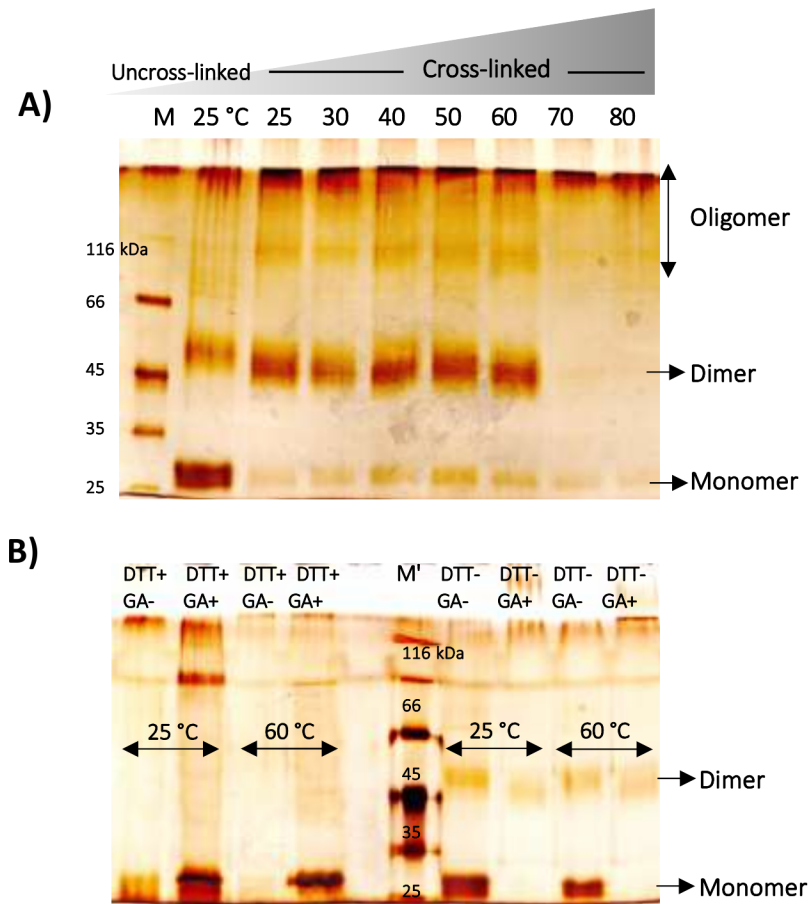 Uncross-linked Cross-linked
A)
M 25 °C 25 30 40 50 60 70 80
116 kDa
Oligomer
66
45
Dimer
35
25
Monomer
B)
DTT+ DTT+ DTT+ DTT+ M' DTT- DTT- DTT- DTT-
GA- GA+ GA- GA+ GA- GA+ GA- GA+
116 kDa
66
25 °C 60 °C 25 °C 60 °C
45
Dimer
35
25
Monomer